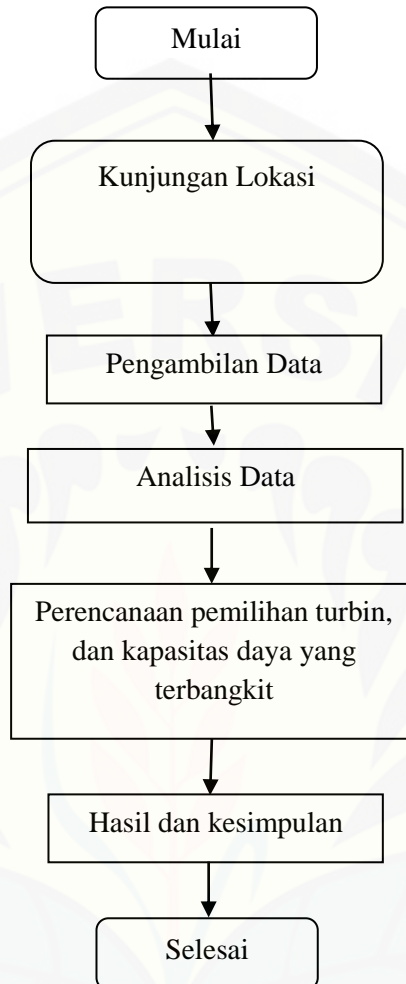 Mulai
Kunjungan Lokasi
Pengambilan Data
Analisis Data
Perencanaan pemilihan turbin,
dan kapasitas daya yang
terbangkit
Hasil dan kesimpulan
Selesai